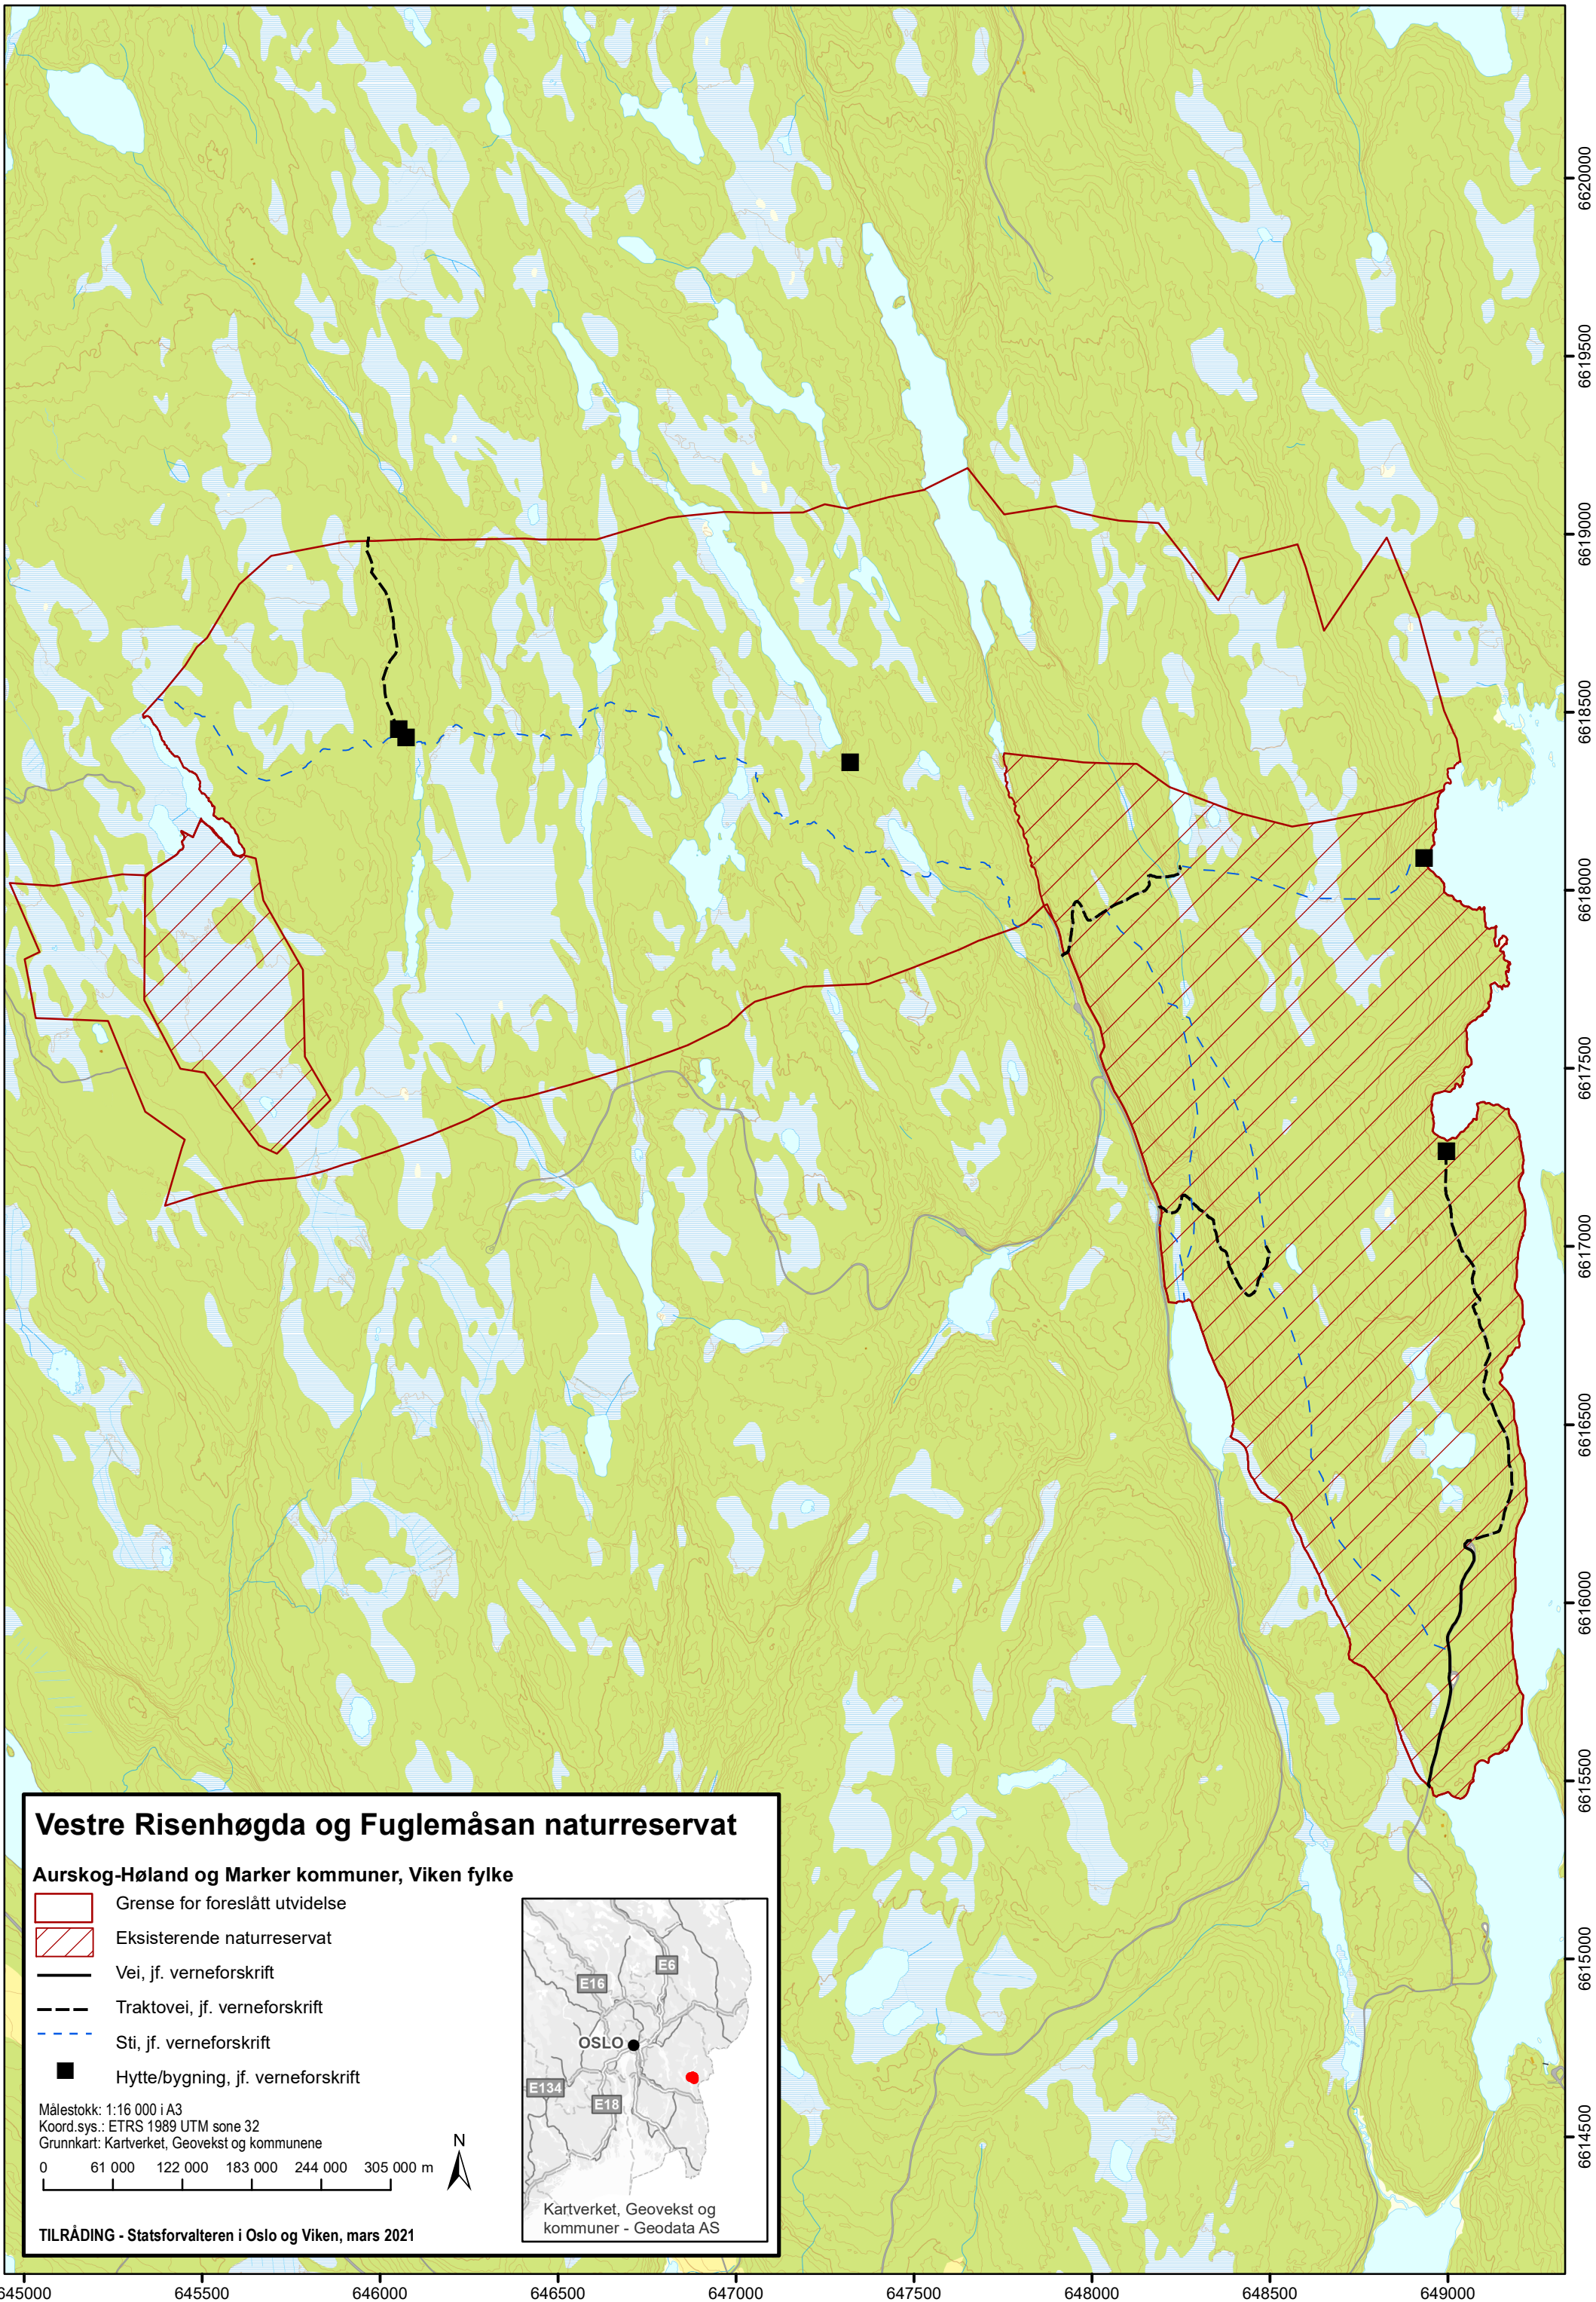 6620000
6619500
6619000
6618500
6618000
6617500
6617000
6616500
6616000
6615500
6615000
6614500
Vestre Risenhøgda og Fuglemåsan naturreservat
Aurskog-Høland og Marker kommuner, Viken fylke
Grense for foreslått utvidelse
Eksisterende naturreservat
Vei, jf. verneforskrift
Traktovei, jf. verneforskrift
Sti, jf. verneforskrift
Hytte/bygning, jf. verneforskrift
Målestokk: 1:16 000 i A3
Koord.sys.: ETRS 1989 UTM sone 32
Grunnkart: Kartverket, Geovekst og kommunene
0 61 000 122 000 183 000 244 000 305 000 m
N
TILRÅDING - Statsforvalteren i Oslo og Viken, mars 2021
E6
E16
OSLO
E134
E18
Kartverket, Geovekst og
kommuner - Geodata AS
645000 645500 646000 646500 647000 647500 648000 648500 649000